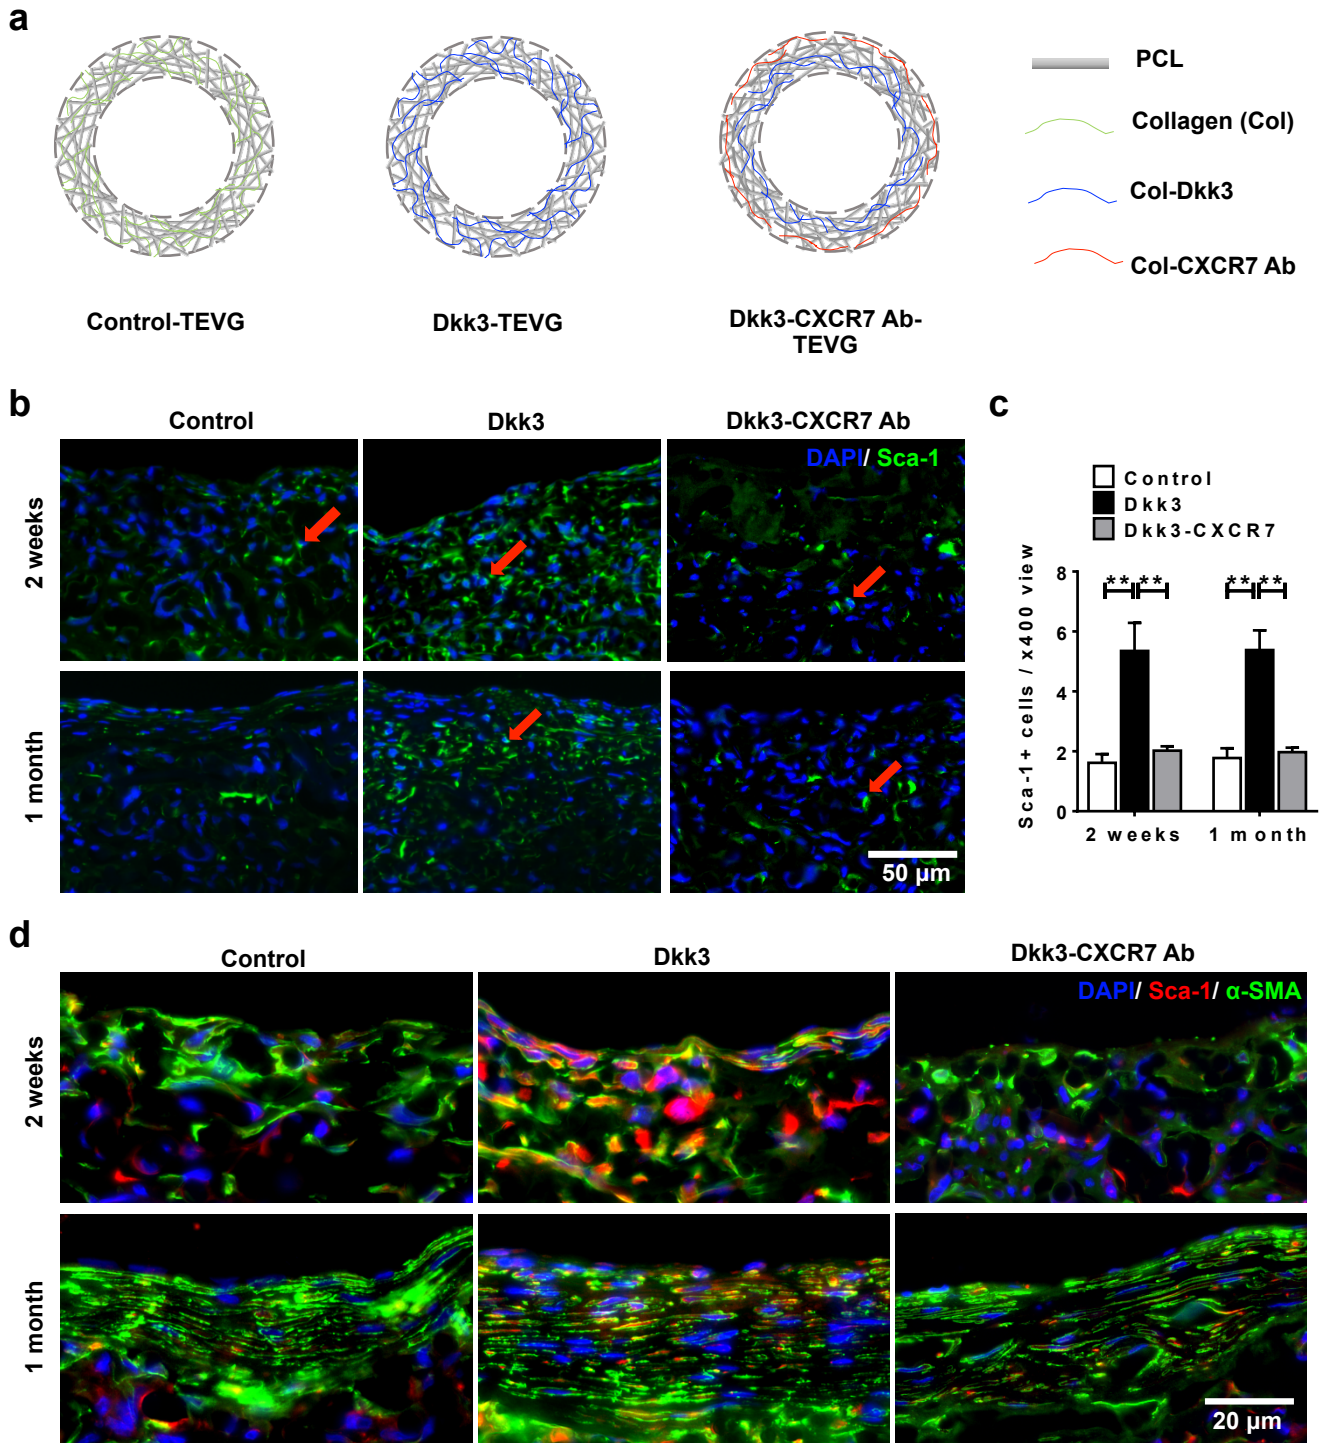 a
PCL
Collagen (Col)
Col-Dkk3
Col-CXCR7 Ab
Control-TEVG
Dkk3-TEVG
Dkk3-CXCR7 Ab-
TEVG
b
Control
Dkk3
Dkk3-CXCR7 Ab
DAPI/ Sca-1
2 weeks
1 month
50 µm
c
Control
Dkk3
Dkk3-CXCR7
Sca-1+ cells / x400 view
8
6
4
2
0
** ** ** **
2 weeks 1 month
d
Control
Dkk3
Dkk3-CXCR7 Ab
DAPI/ Sca-1/ α-SMA
2 weeks
1 month
20 µm